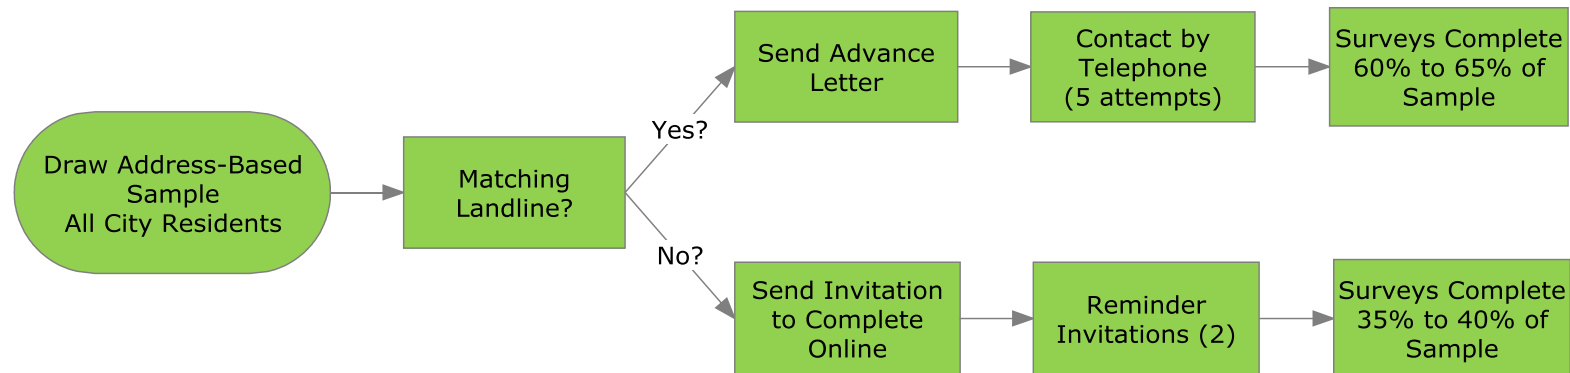 Draw Address-Based
Sample
All City Residents
Matching
Landline?
Yes?
Send Advance
Letter
Contact by
Telephone
(5 attempts)
Surveys Complete
60% to 65% of
Sample
No?
Send Invitation
to Complete
Online
Reminder
Invitations (2)
Surveys Complete
35% to 40% of
Sample